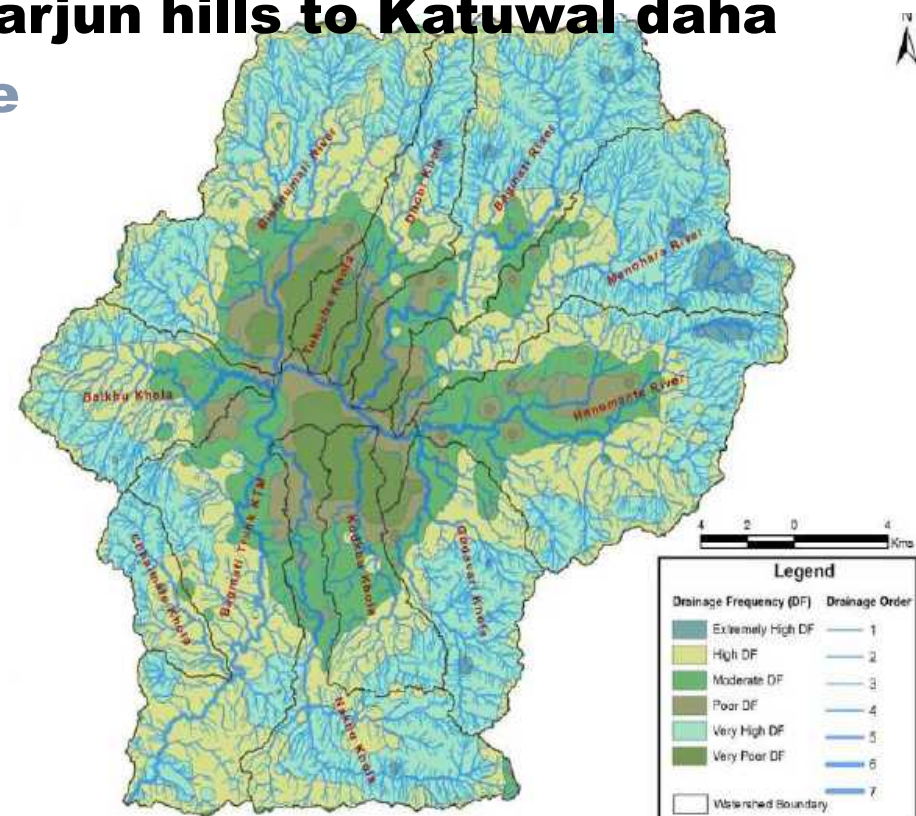 arjun hills to Katuwal daha
e
N
Bishnumati River
Dhobi Khola
Bagmati River
Manohara River
Tukucha Khola
Balkhu Khola
Hanumante River
Bagmati Trunk KTM
Kodku Khola
Godavari Khola
Nakhu Khola
4 2 0 4
Kms
Legend
Drainage Frequency (DF) Drainage Order
Extremely High DF 1
High DF 2
Moderate DF 3
Poor DF 4
Very High DF 5
Very Poor DF 6
7
Watershed Boundary